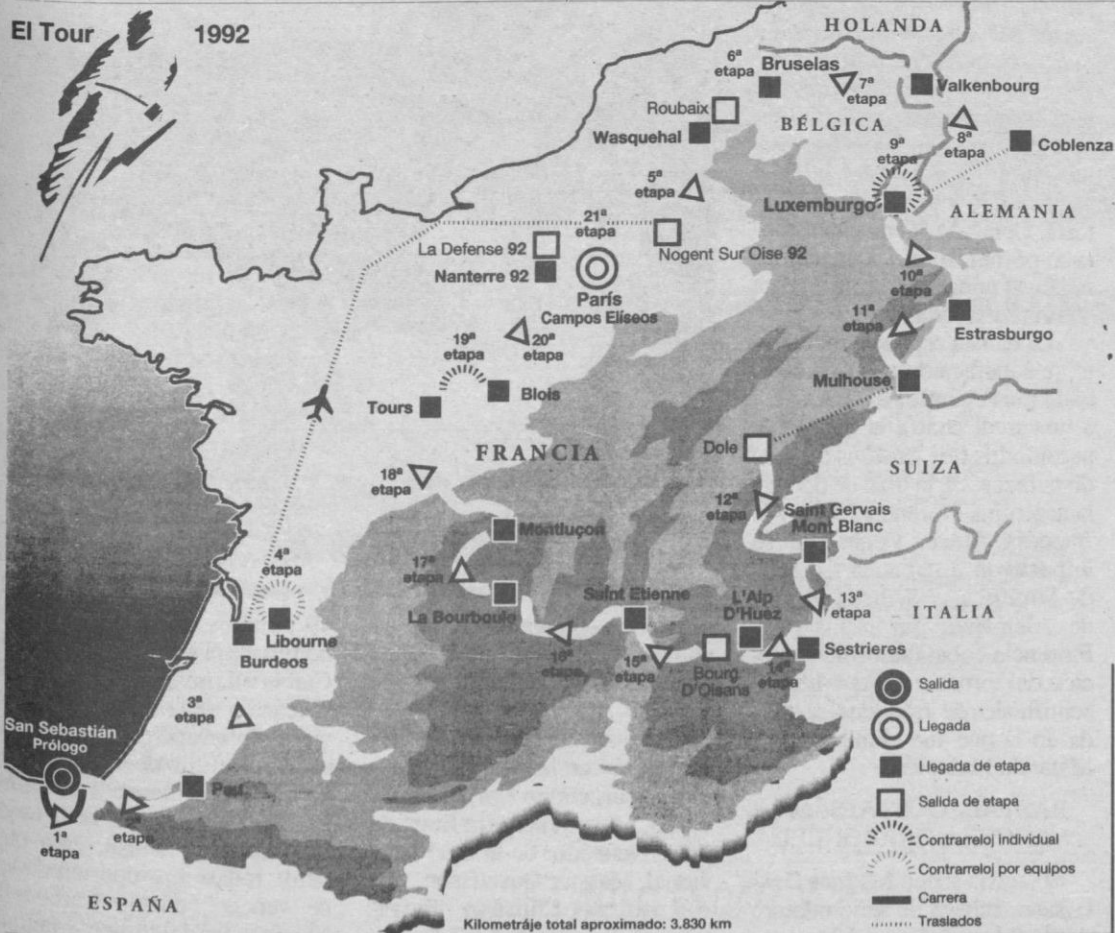 El Tour 1992
HOLANDA
6ª
etapa
Bruselas
7ª
etapa
Valkenbourg
Roubaix
BÉLGICA
Wasquehal
8ª
etapa
9ª
etapa
Coblenza
5ª
etapa
Luxemburgo
ALEMANIA
21ª
etapa
La Defense 92
Nogent Sur Oise 92
Nanterre 92
10ª
etapa
París
Campos Elíseos
11ª
etapa
Estrasburgo
19ª
etapa
20ª
etapa
Mulhouse
Blois
Tours
Dole
FRANCIA
SUIZA
18ª
etapa
12ª
etapa
Saint Gervais
Mont Blanc
Montluçon
4ª
etapa
17ª
etapa
Saint Etienne
L'Alp
D'Huez
13ª
etapa
ITALIA
La Bourboule
Libourne
Burdeos
Sestrieres
16ª
etapa
15ª
etapa
Bourg
D'Oisans
14ª
etapa
3ª
etapa
San Sebastián
Prólogo
Pau
1ª
etapa
2ª
etapa
ESPAÑA
Salida
Llegada
Llegada de etapa
Salida de etapa
Contrarreloj individual
Contrarreloj por equipos
Carrera
Traslados
Kilometráje total aproximado: 3.830 km